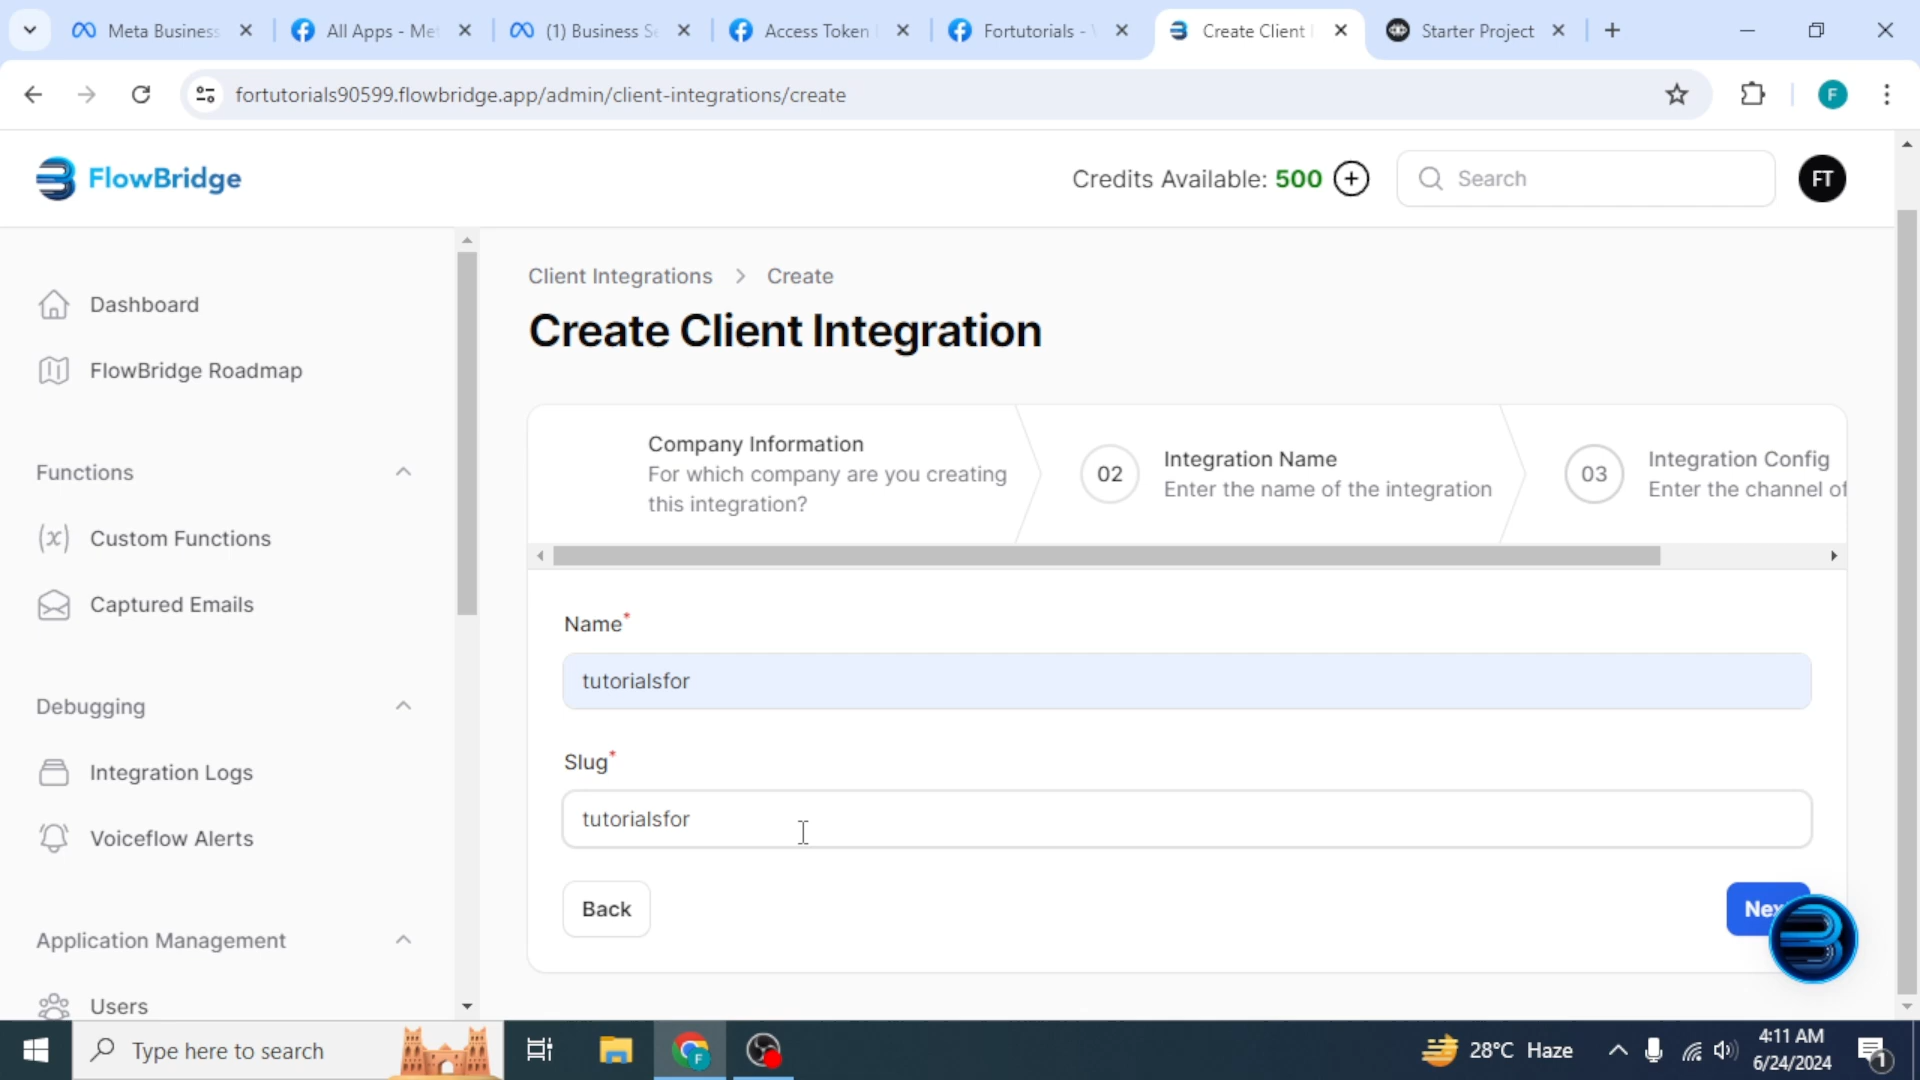 Meta Business
All Apps - Met
(1) Business Se
Access Token
Fortutorials - W
Create Client
Starter Project
fortutorials90599.flowbridge.app/admin/client-integrations/create
F
FlowBridge
Credits Available: 500
Search
FT
Dashboard
FlowBridge Roadmap
Functions
Custom Functions
Captured Emails
Debugging
Integration Logs
Voiceflow Alerts
Application Management
Users
Client Integrations > Create
Create Client Integration
Company Information
For which company are you creating
this integration?
02
Integration Name
Enter the name of the integration
03
Integration Config
Enter the channel of
Name*
tutorialsfor
Slug*
tutorialsfor
Back
Next
Type here to search
F
28°C Haze
4:11 AM
6/24/2024
1